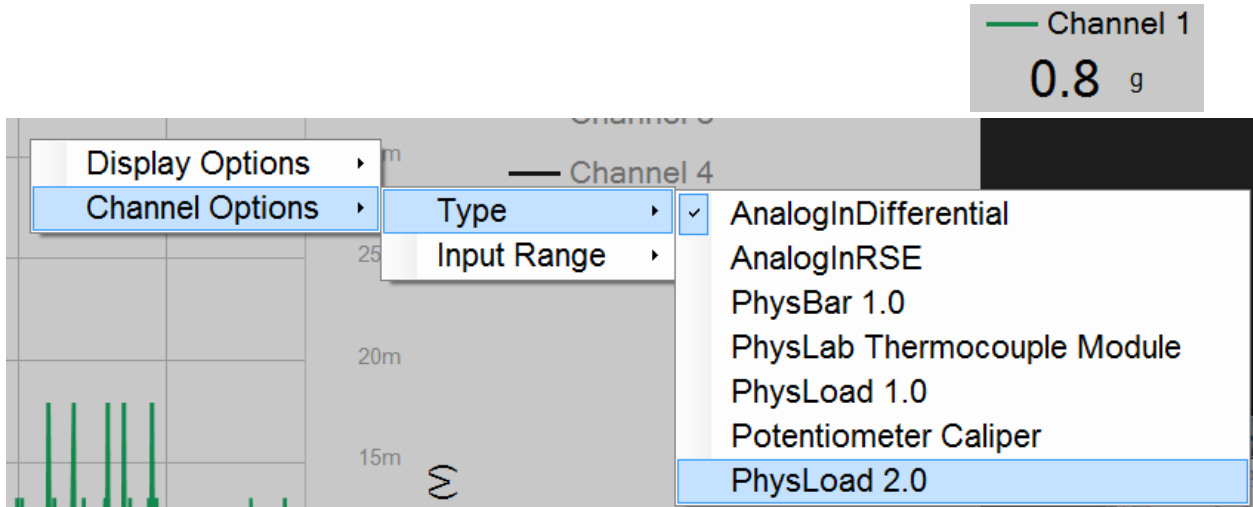 Channel 1
0.8 g
Display Options
Channel Options
Channel 4
Type
Input Range
AnalogInDifferential
AnalogInRSE
PhysBar 1.0
PhysLab Thermocouple Module
PhysLoad 1.0
Potentiometer Caliper
PhysLoad 2.0
m
25
20m
15m
(V)